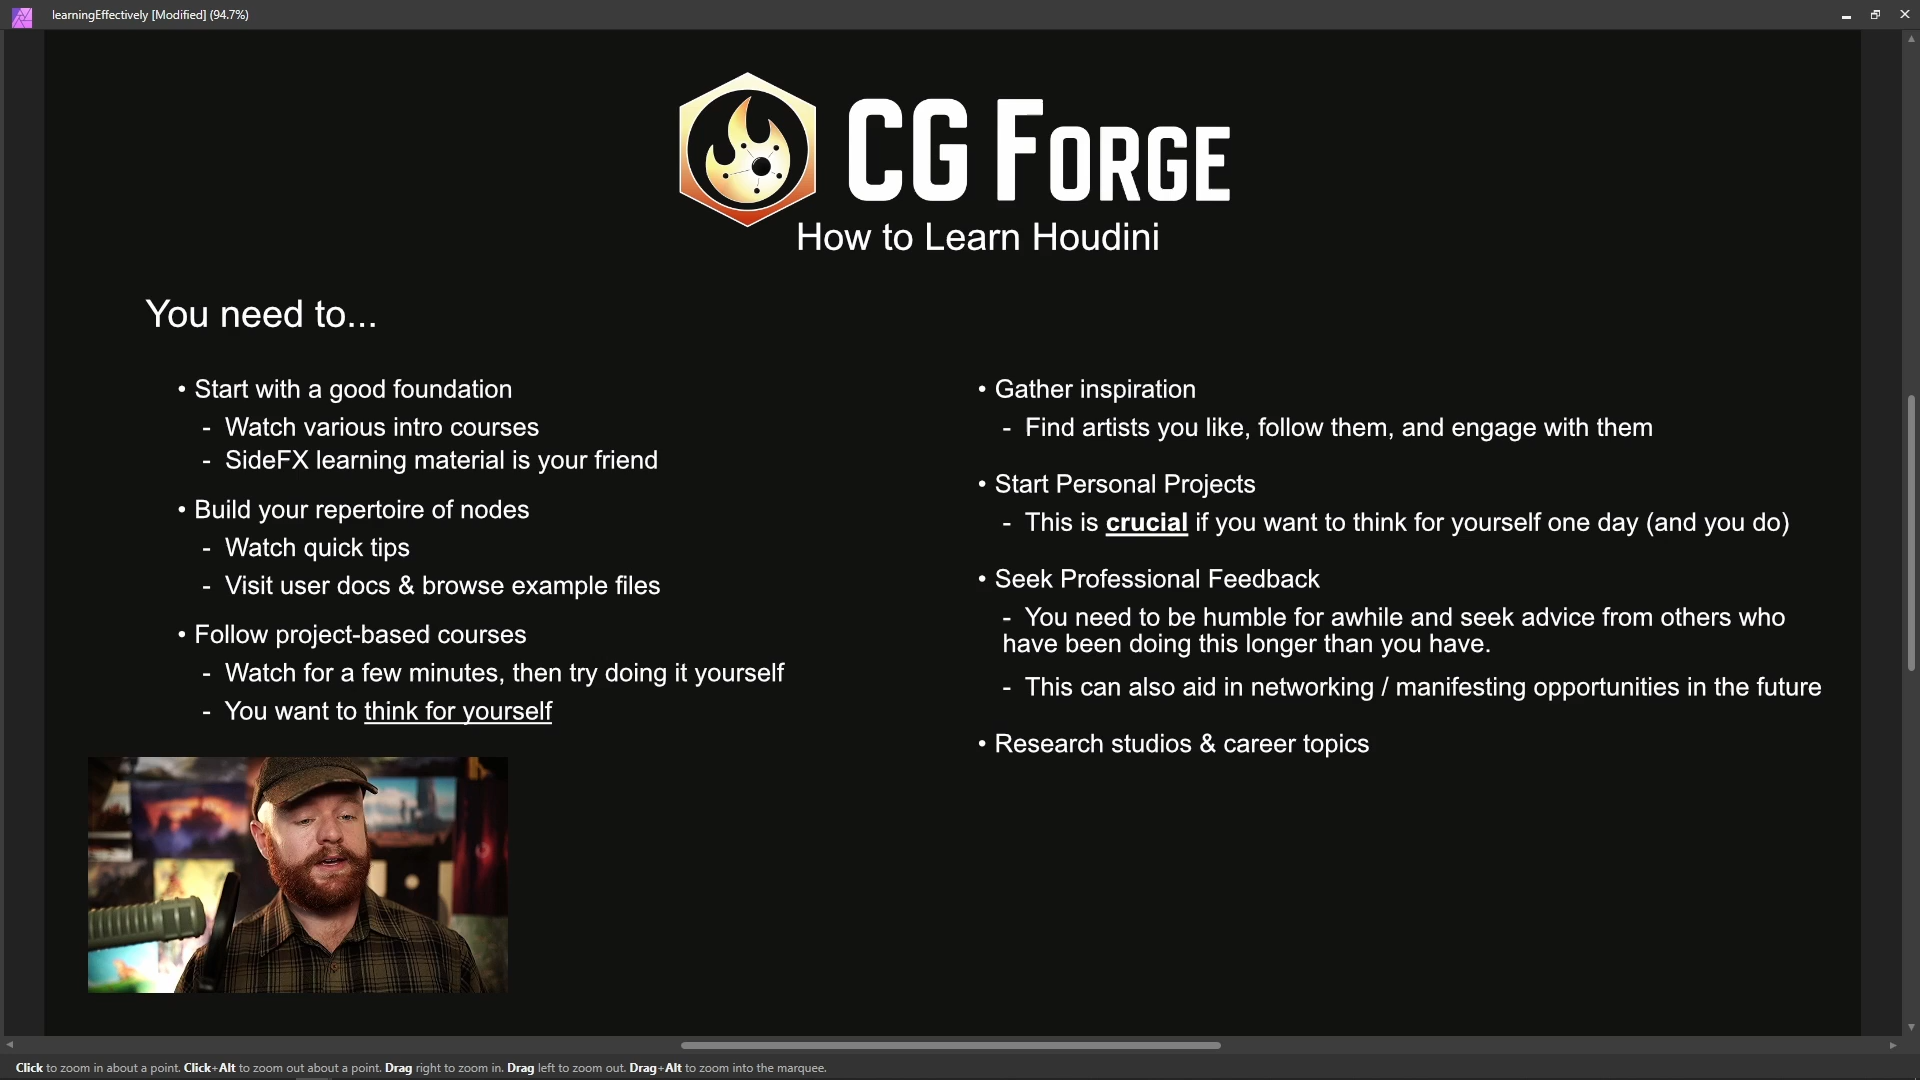 learningEffectively [Modified] (94.7%)
CG FORGE
How to Learn Houdini
You need to...
• Start with a good foundation
- Watch various intro courses
- SideFX learning material is your friend
• Build your repertoire of nodes
- Watch quick tips
- Visit user docs & browse example files
• Follow project-based courses
- Watch for a few minutes, then try doing it yourself
- You want to think for yourself
• Gather inspiration
- Find artists you like, follow them, and engage with them
• Start Personal Projects
- This is crucial if you want to think for yourself one day (and you do)
• Seek Professional Feedback
- You need to be humble for awhile and seek advice from others who
have been doing this longer than you have.
- This can also aid in networking / manifesting opportunities in the future
• Research studios & career topics
Click to zoom in about a point. Click+Alt to zoom out about a point. Drag right to zoom in. Drag left to zoom out. Drag+Alt to zoom into the marquee.